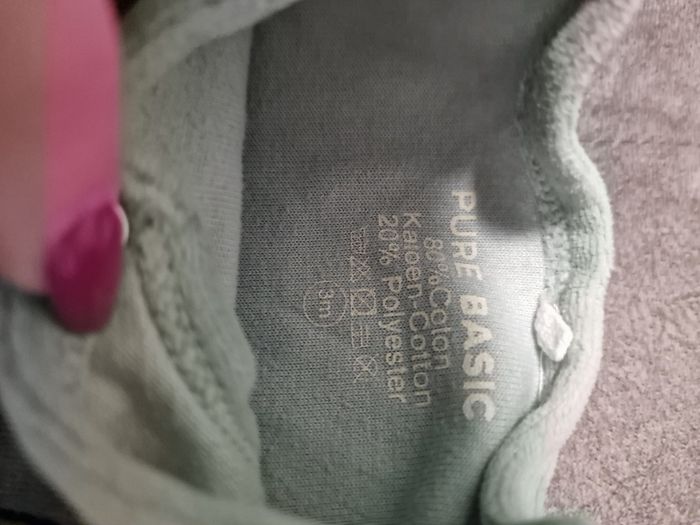 PURE BASIC
80%Coton
Katoen-Cotton
20% Polyester
3m